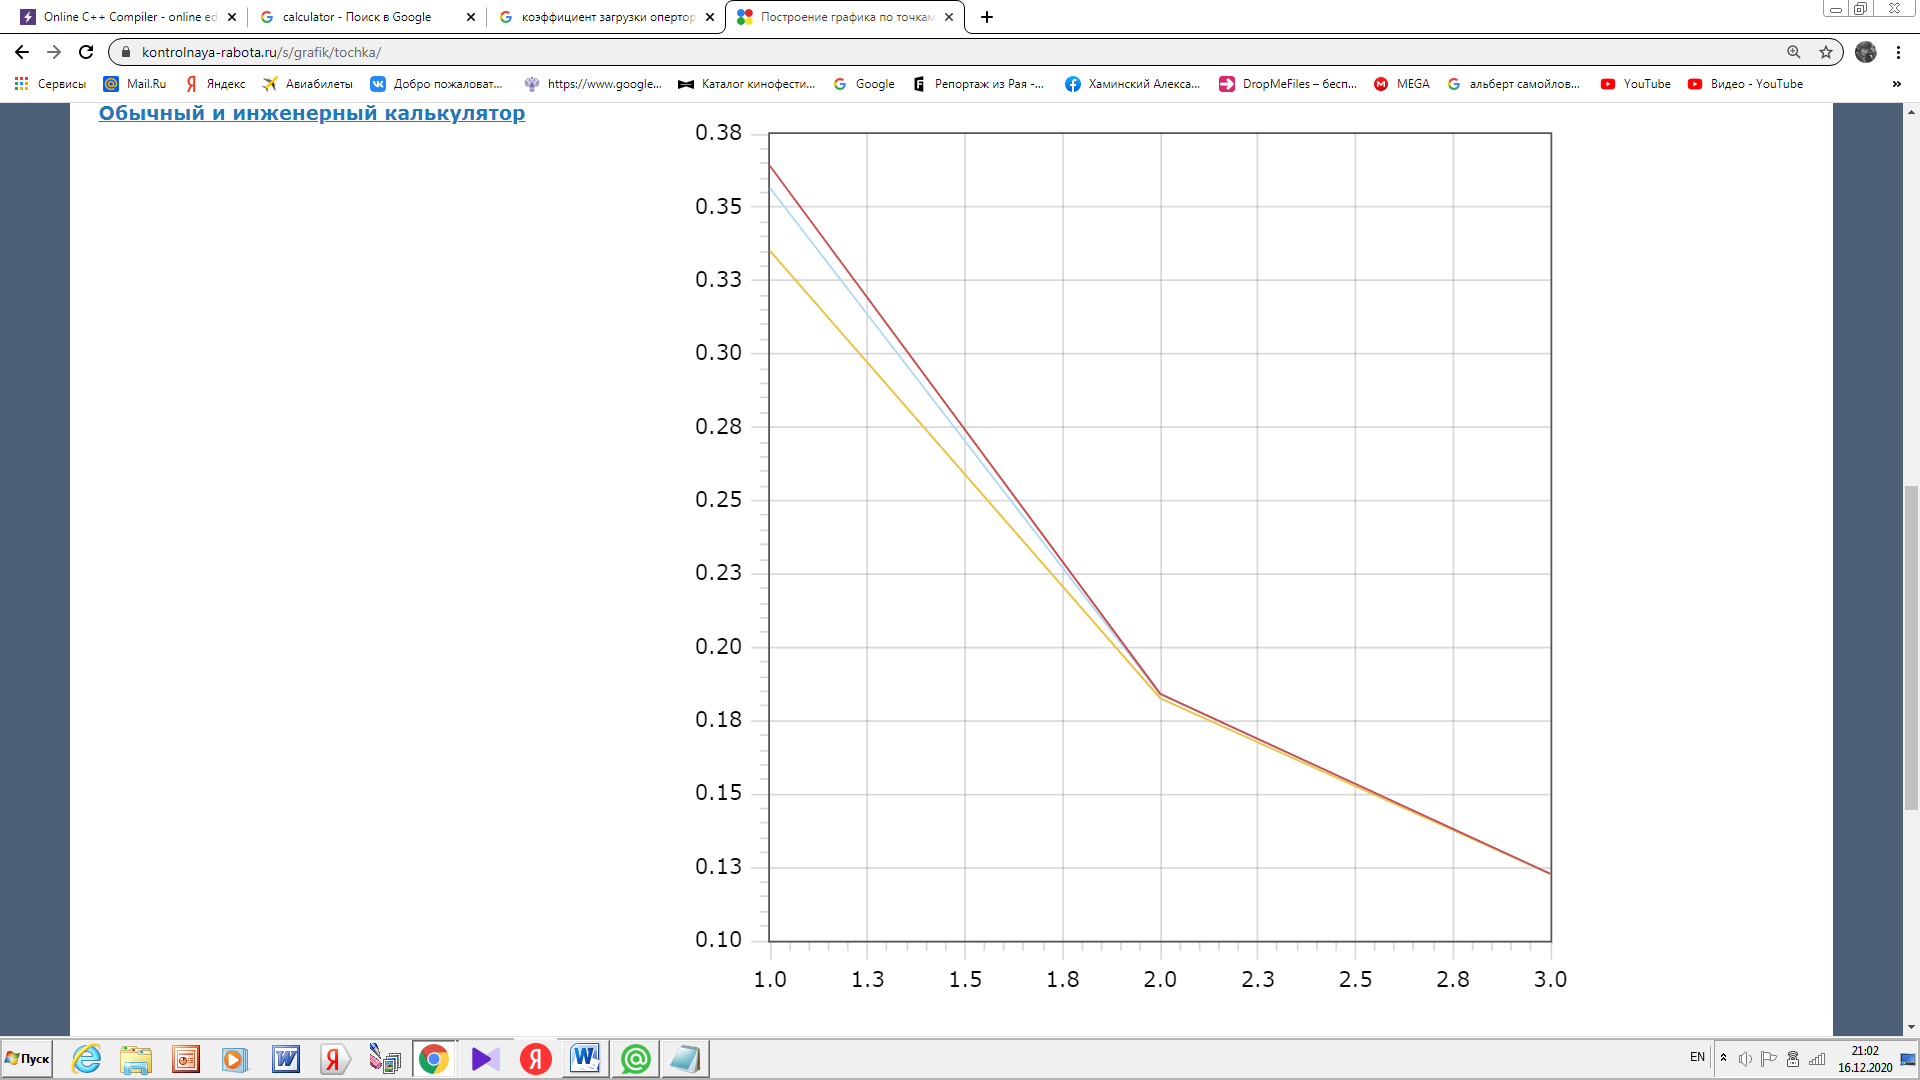 Online C++ Compiler - online ed
calculator - Поиск в Google
коэффициент загрузки опертор
Построение графика по точкам
kontrolnaya-rabota.ru/s/grafik/tochka/
Сервисы
Mail.Ru
Яндекс
Авиабилеты
Добро пожаловат...
https://www.google...
Каталог кинофести...
Google
Репортаж из Рая -...
Хаминский Алекса...
DropMeFiles – бесп...
MEGA
альберт самойлов...
YouTube
Видео - YouTube
»
Обычный и инженерный калькулятор
0.38
0.35
0.33
0.30
0.28
0.25
0.23
0.20
0.18
0.15
0.13
0.10
1.0 1.3 1.5 1.8 2.0 2.3 2.5 2.8 3.0
Пуск
EN
21:02
16.12.2020